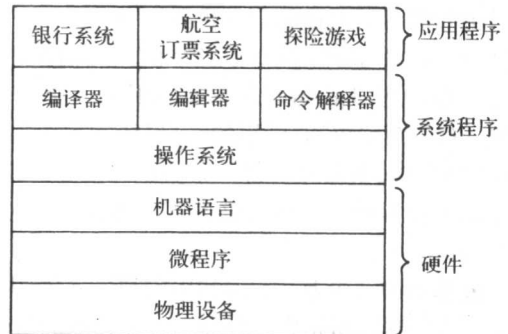 银行系统
航空
订票系统
探险游戏
应用程序
编译器
编辑器
命令解释器
系统程序
操作系统
机器语言
微程序
硬件
物理设备